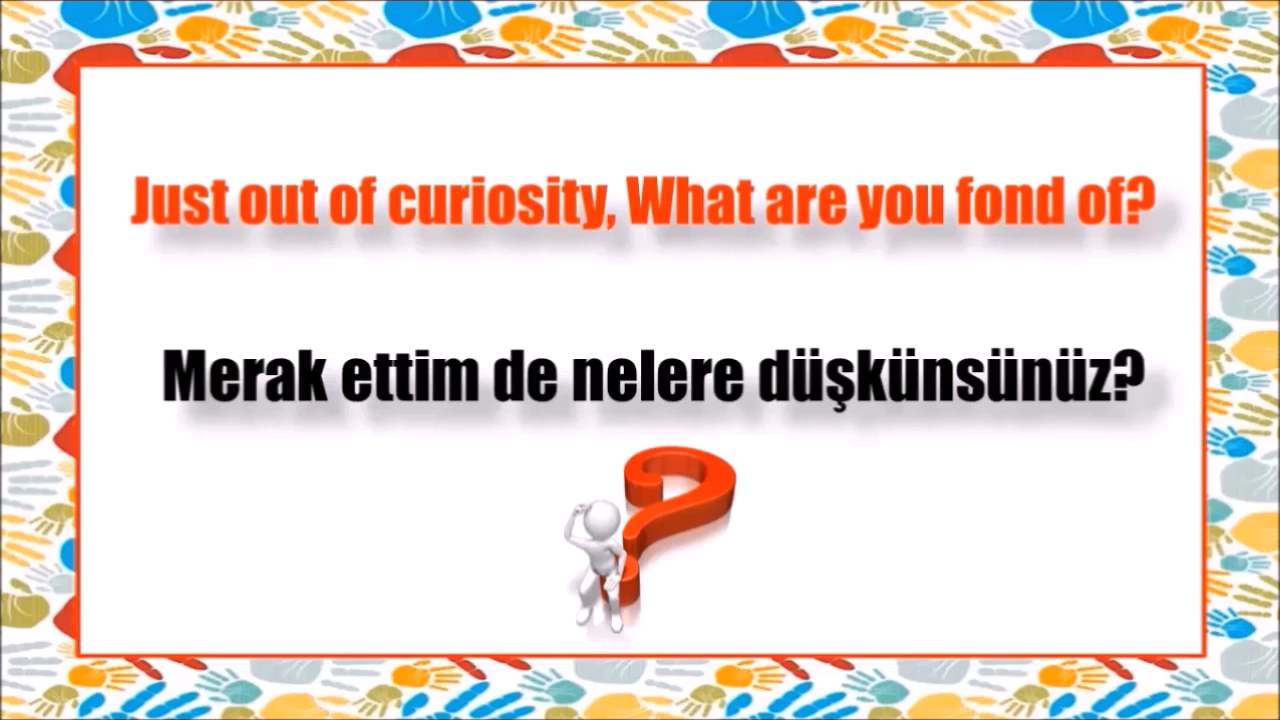 Just out of curiosity, What are you fond of?
Merak ettim de nelere düşkünsünüz?